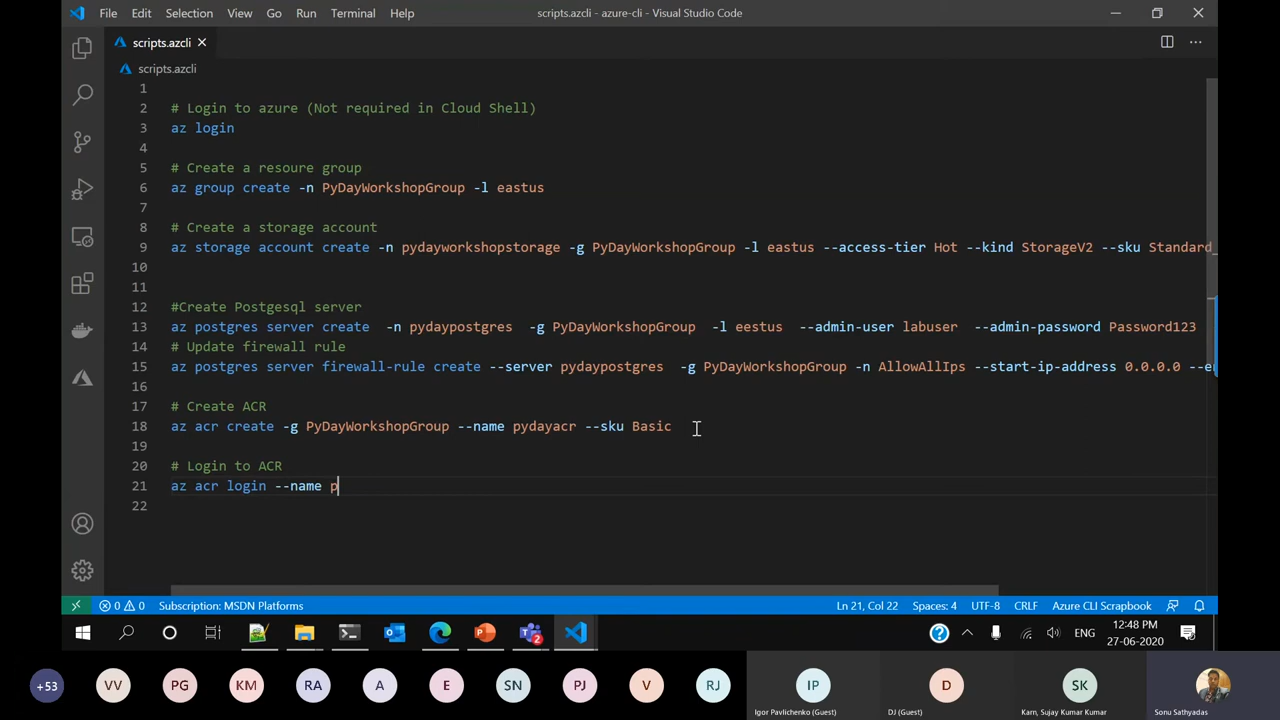 File Edit Selection View Go Run Terminal Help scripts.azcli - azure-cli - Visual Studio Code
scripts.azcli
scripts.azcli
1
2 # Login to azure (Not required in Cloud Shell)
3 az login
4
5 # Create a resoure group
6 az group create -n PyDayWorkshopGroup -l eastus
7
8 # Create a storage account
9 az storage account create -n pydayworkshopstorage -g PyDayWorkshopGroup -l eastus --access-tier Hot --kind StorageV2 --sku Standard_
10
11
12 #Create Postgesql server
13 az postgres server create -n pydaypostgres -g PyDayWorkshopGroup -l eestus --admin-user labuser --admin-password Password123
14 # Update firewall rule
15 az postgres server firewall-rule create --server pydaypostgres -g PyDayWorkshopGroup -n AllowAllIps --start-ip-address 0.0.0.0 --en
16
17 # Create ACR
18 az acr create -g PyDayWorkshopGroup --name pydayacr --sku Basic
19
20 # Login to ACR
21 az acr login --name p
22
0 0 Subscription: MSDN Platforms Ln 21, Col 22 Spaces: 4 UTF-8 CRLF Azure CLI Scrapbook
2 ENG 12:48 PM
27-06-2020
+53 VV PG KM RA A E SN PJ V RJ IP D SK
Igor Pavlichenko (Guest) DJ (Guest) Karn, Sujay Kumar Kumar Sonu Sathyadas